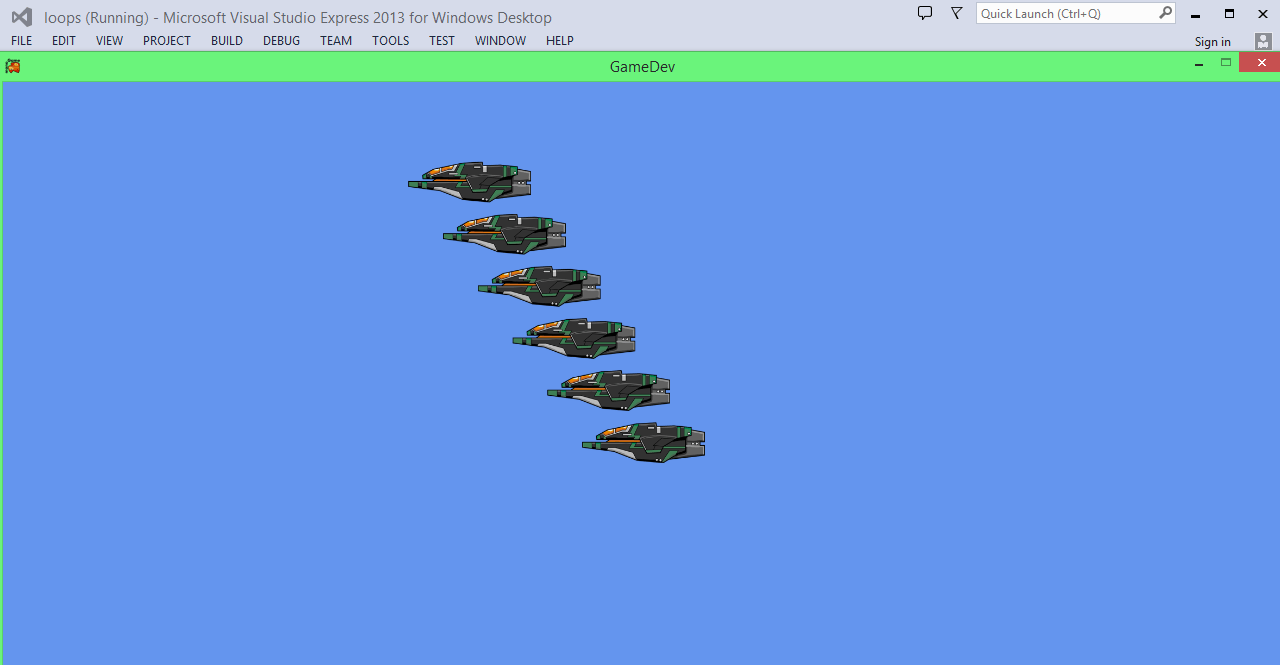 loops (Running) - Microsoft Visual Studio Express 2013 for Windows Desktop
Quick Launch (Ctrl+Q)
FILE EDIT VIEW PROJECT BUILD DEBUG TEAM TOOLS TEST WINDOW HELP
Sign in
GameDev